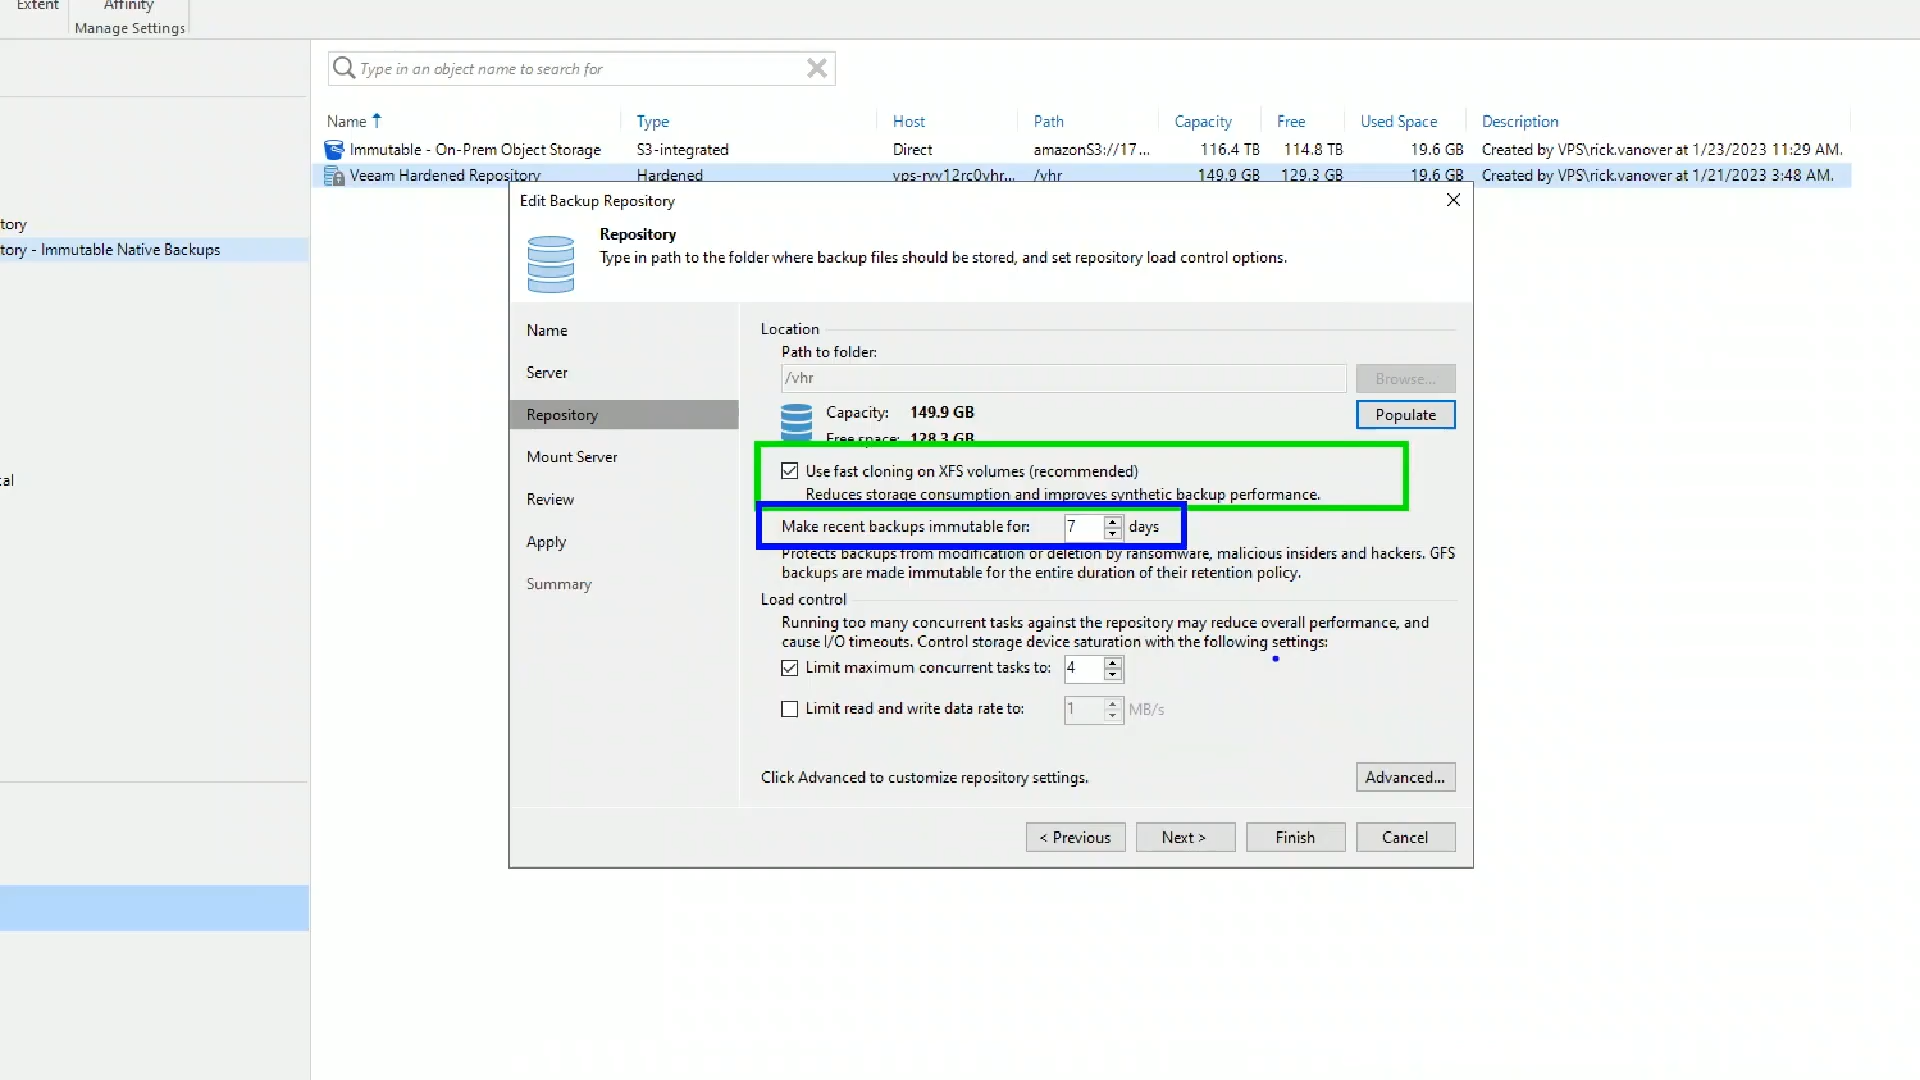 Extent
Affinity
Manage Settings
Type in an object name to search for
Name Type Host Path Capacity Free Used Space Description
Immutable - On-Prem Object Storage S3-integrated Direct amazonS3://17... 116.4 TB 114.8 TB 19.6 GB Created by VPS\rick.vanover at 1/23/2023 11:29 AM.
Veeam Hardened Repository Hardened vps-rvv12rc0vhr... /vhr 149.9 GB 129.3 GB 19.6 GB Created by VPS\rick.vanover at 1/21/2023 3:48 AM.
tory
tory - Immutable Native Backups
al
Edit Backup Repository
Repository
Type in path to the folder where backup files should be stored, and set repository load control options.
Name
Server
Repository
Mount Server
Review
Apply
Summary
Location
Path to folder:
/vhr
Browse...
Capacity: 149.9 GB
Populate
Free space: 128.3 GB
Use fast cloning on XFS volumes (recommended)
Reduces storage consumption and improves synthetic backup performance.
Make recent backups immutable for: 7 days
Protects backups from modification or deletion by ransomware, malicious insiders and hackers. GFS
backups are made immutable for the entire duration of their retention policy.
Load control
Running too many concurrent tasks against the repository may reduce overall performance, and
cause I/O timeouts. Control storage device saturation with the following settings:
Limit maximum concurrent tasks to: 4
Limit read and write data rate to: 1 MB/s
Click Advanced to customize repository settings.
Advanced...
< Previous
Next >
Finish
Cancel